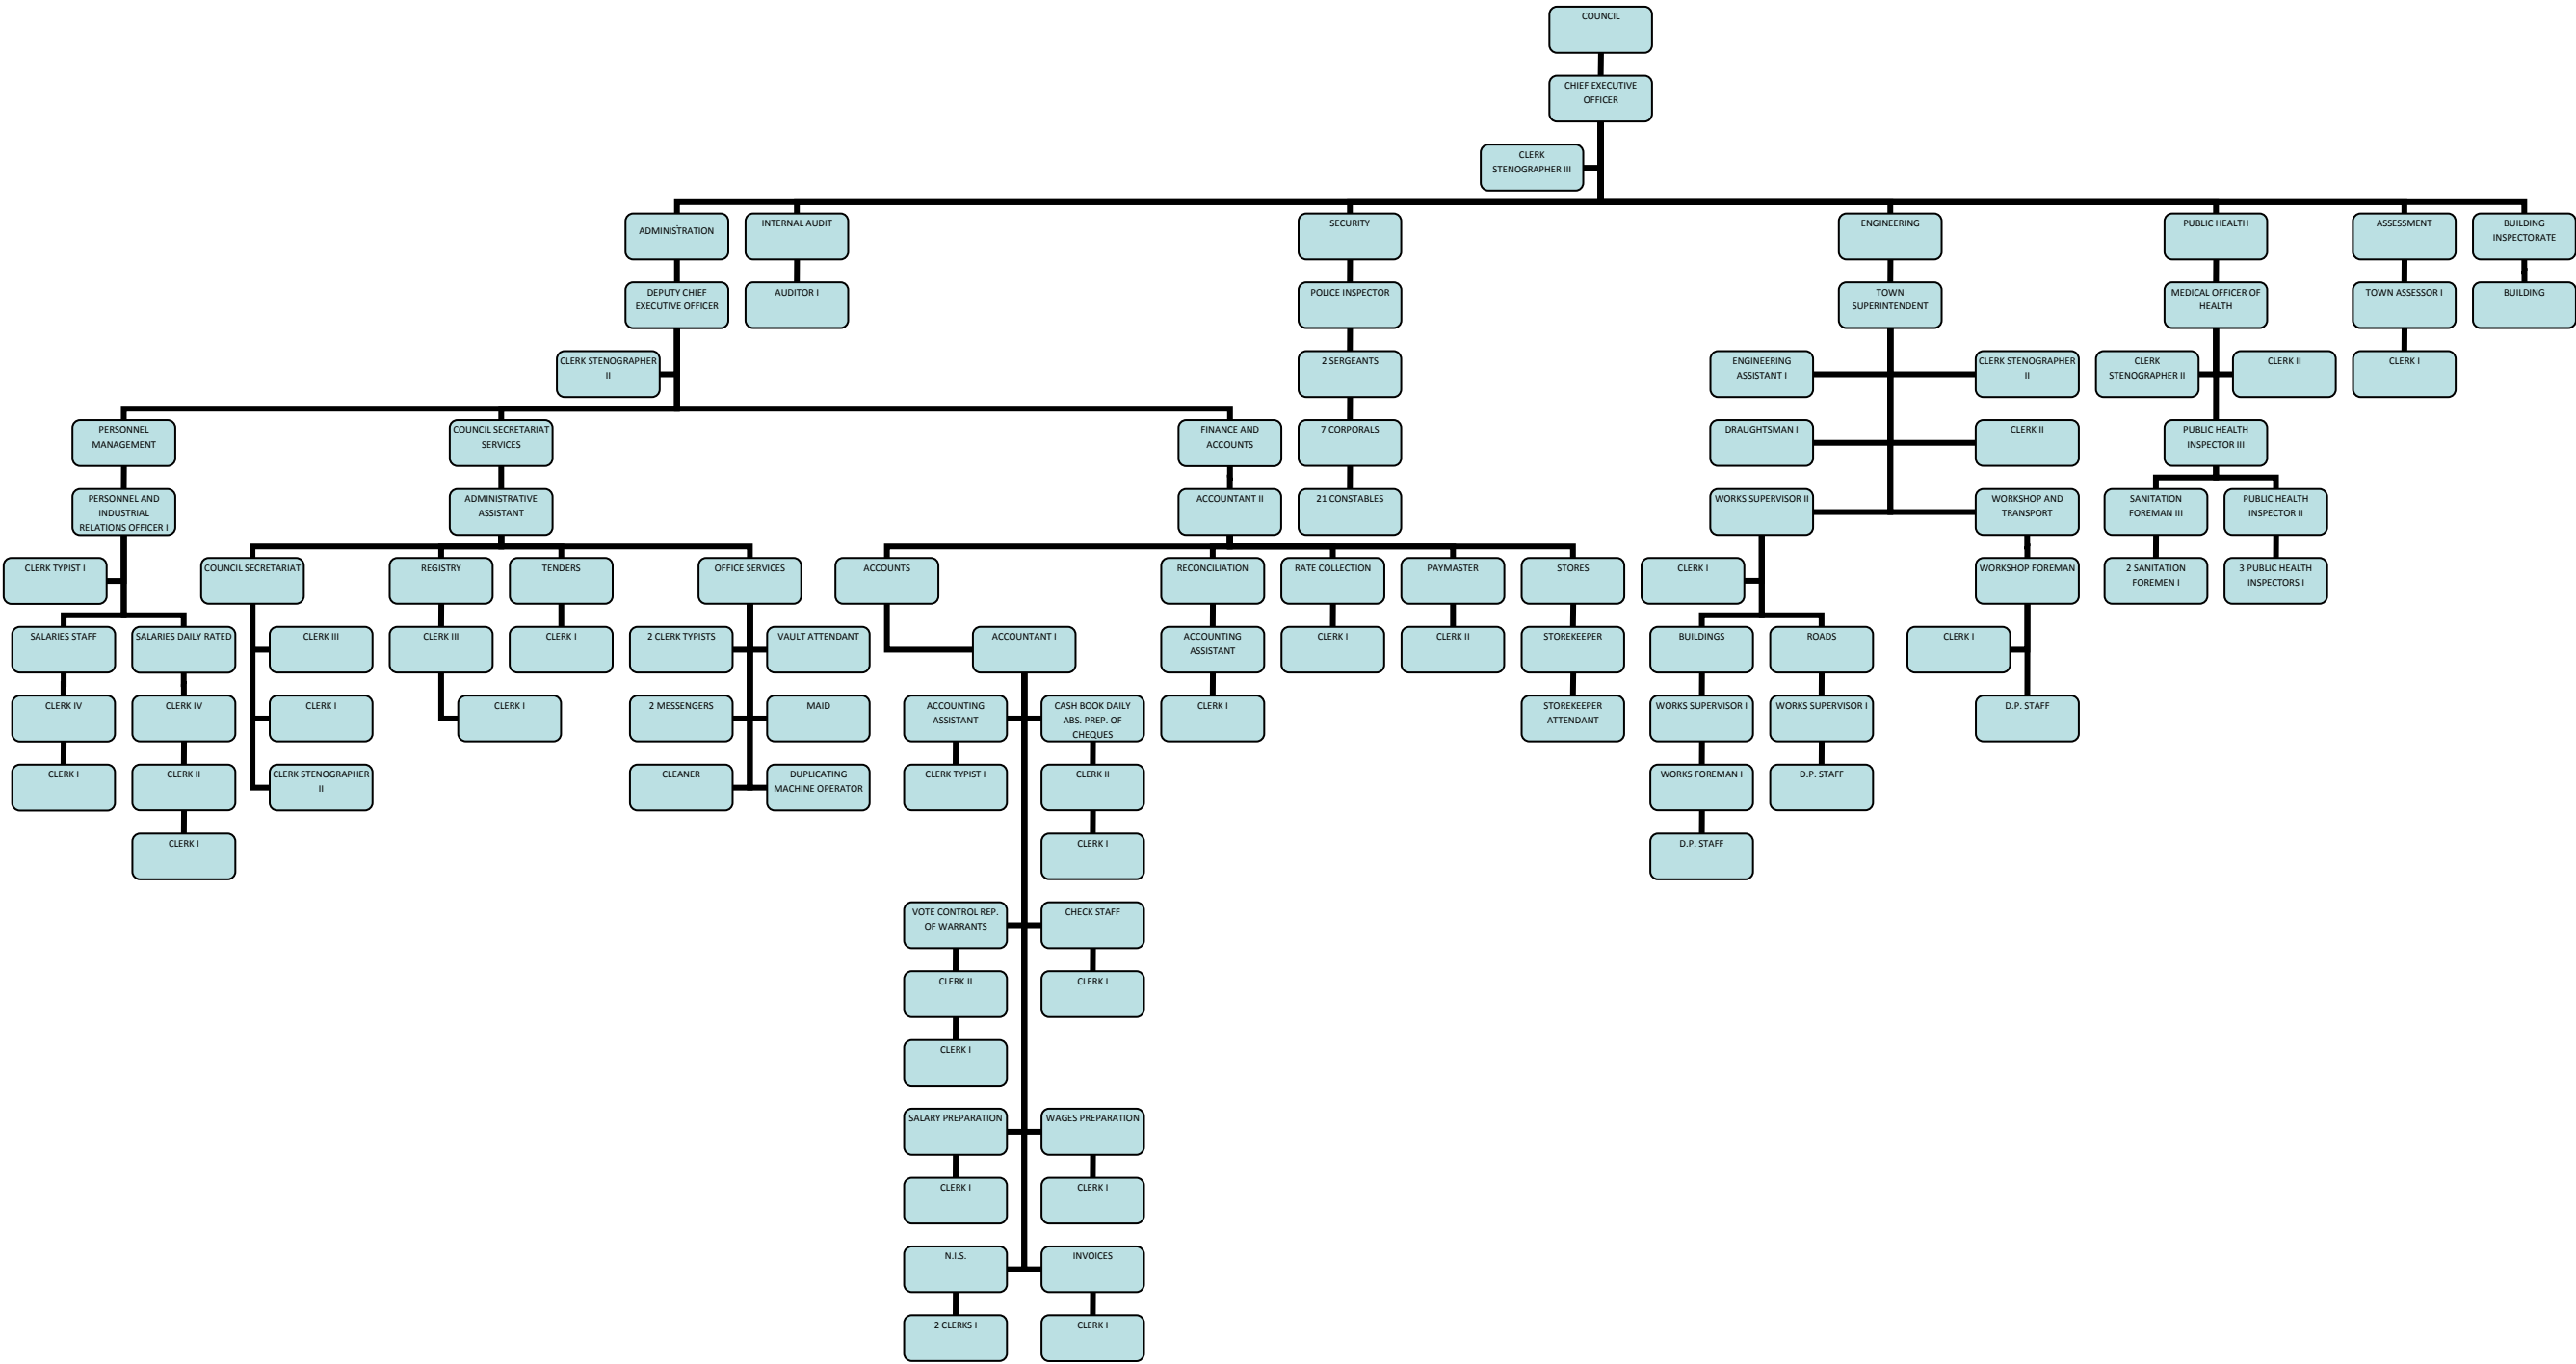 COUNCIL
CHIEF EXECUTIVE
OFFICER
CLERK
STENOGRAPHER III
ADMINISTRATION
INTERNAL AUDIT
SECURITY
ENGINEERING
PUBLIC HEALTH
ASSESSMENT
BUILDING
INSPECTORATE
DEPUTY CHIEF
EXECUTIVE OFFICER
AUDITOR I
POLICE INSPECTOR
TOWN
SUPERINTENDENT
MEDICAL OFFICER OF
HEALTH
TOWN ASSESSOR I
BUILDING
CLERK STENOGRAPHER
II
2 SERGEANTS
ENGINEERING
ASSISTANT I
CLERK STENOGRAPHER
II
CLERK
STENOGRAPHER II
CLERK II
CLERK I
PERSONNEL
MANAGEMENT
COUNCIL SECRETARIAT
SERVICES
FINANCE AND
ACCOUNTS
7 CORPORALS
DRAUGHTSMAN I
CLERK II
PUBLIC HEALTH
INSPECTOR III
PERSONNEL AND
INDUSTRIAL
RELATIONS OFFICER I
ADMINISTRATIVE
ASSISTANT
ACCOUNTANT II
21 CONSTABLES
WORKS SUPERVISOR II
WORKSHOP AND
TRANSPORT
SANITATION
FOREMAN III
PUBLIC HEALTH
INSPECTOR II
CLERK TYPIST I
COUNCIL SECRETARIAT
REGISTRY
TENDERS
OFFICE SERVICES
ACCOUNTS
RECONCILIATION
RATE COLLECTION
PAYMASTER
STORES
CLERK I
WORKSHOP FOREMAN
2 SANITATION
FOREMEN I
3 PUBLIC HEALTH
INSPECTORS I
SALARIES STAFF
SALARIES DAILY RATED
CLERK III
CLERK III
CLERK I
2 CLERK TYPISTS
VAULT ATTENDANT
ACCOUNTANT I
ACCOUNTING
ASSISTANT
CLERK I
CLERK II
STOREKEEPER
BUILDINGS
ROADS
CLERK I
CLERK IV
CLERK IV
CLERK I
CLERK I
2 MESSENGERS
MAID
ACCOUNTING
ASSISTANT
CASH BOOK DAILY
ABS. PREP. OF
CHEQUES
CLERK I
STOREKEEPER
ATTENDANT
WORKS SUPERVISOR I
WORKS SUPERVISOR I
D.P. STAFF
CLERK I
CLERK II
CLERK STENOGRAPHER
II
CLEANER
DUPLICATING
MACHINE OPERATOR
CLERK TYPIST I
CLERK II
WORKS FOREMAN I
D.P. STAFF
CLERK I
CLERK I
D.P. STAFF
VOTE CONTROL REP.
OF WARRANTS
CHECK STAFF
CLERK II
CLERK I
CLERK I
SALARY PREPARATION
WAGES PREPARATION
CLERK I
CLERK I
N.I.S.
INVOICES
2 CLERKS I
CLERK I